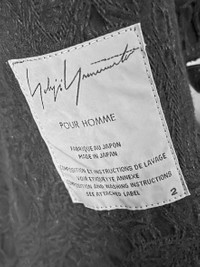 Yohji Yamamoto
POUR HOMME
FABRIQUE AU JAPON
MADE IN JAPAN
COMPOSITION ET INSTRUCTIONS DE LAVAGE
VOIR ETIQUETTE ANNEXE
COMPOSITION AND WASHING INSTRUCTIONS
SEE ATTACHED LABEL
2